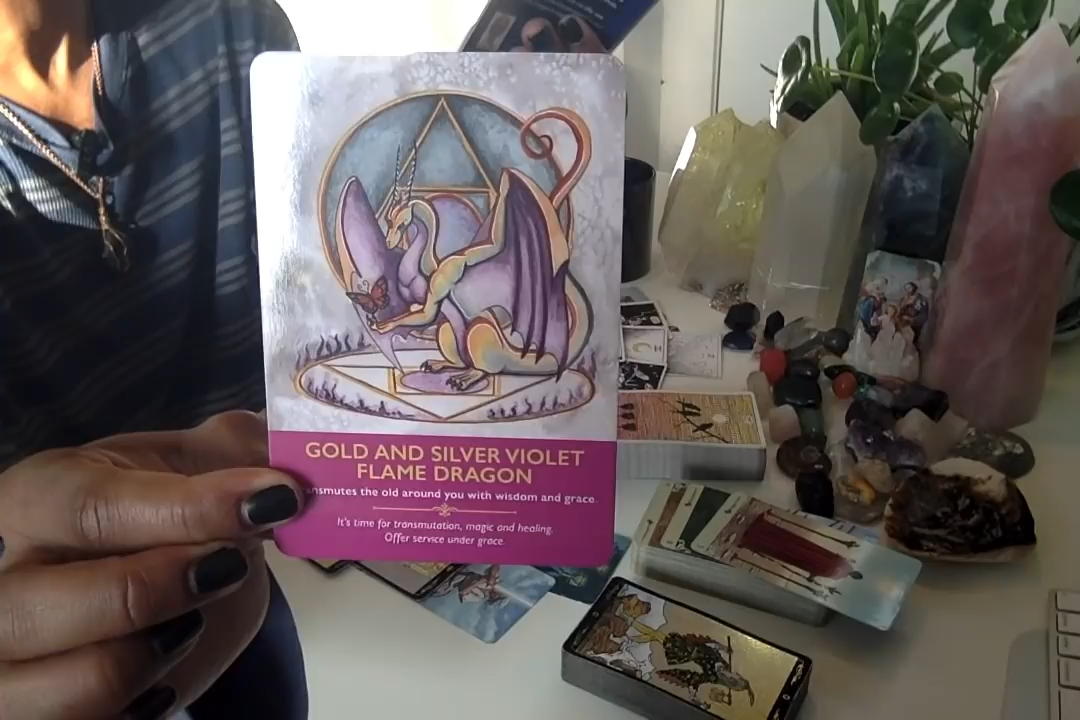 GOLD AND SILVER VIOLET
FLAME DRAGON
the old around you with wisdom and grace.
It's time for transmutation, magic and healing.
Offer service under grace.